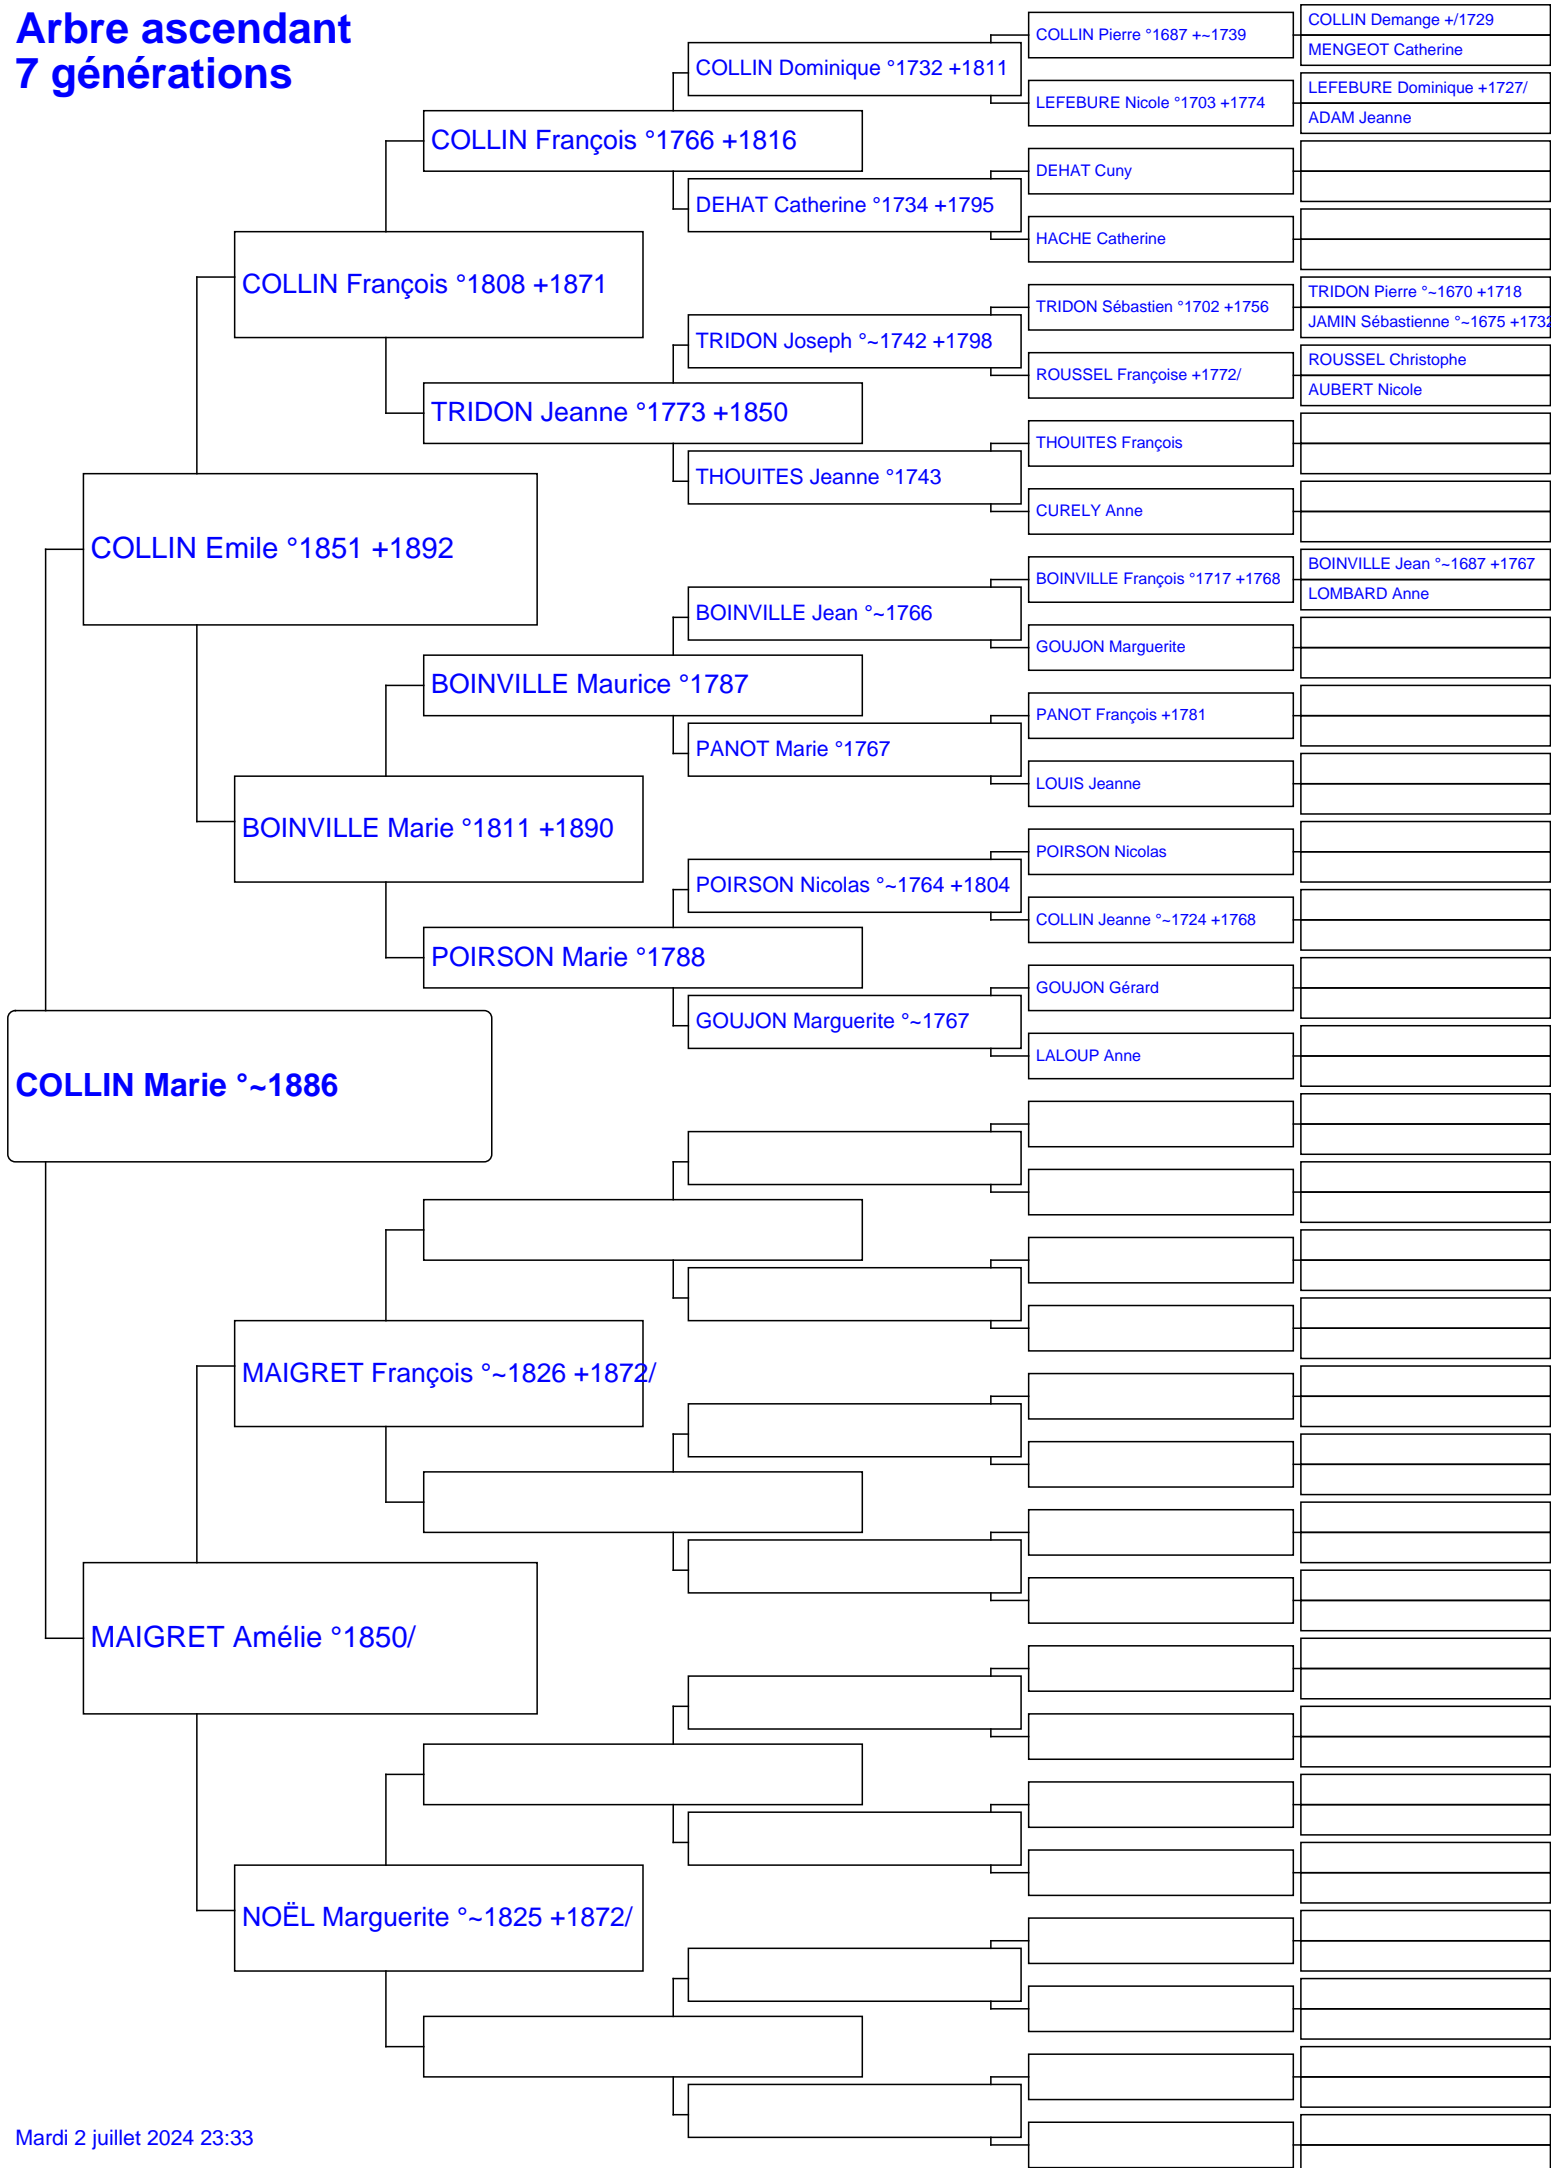 Arbre ascendant
7 générations
COLLIN Marie °~1886
COLLIN Emile °1851 +1892
MAIGRET Amélie °1850/
COLLIN François °1808 +1871
BOINVILLE Marie °1811 +1890
MAIGRET François °~1826 +1872/
NOËL Marguerite °~1825 +1872/
COLLIN François °1766 +1816
TRIDON Jeanne °1773 +1850
BOINVILLE Maurice °1787
POIRSON Marie °1788
COLLIN Dominique °1732 +1811
DEHAT Catherine °1734 +1795
TRIDON Joseph °~1742 +1798
THOUITES Jeanne °1743
BOINVILLE Jean °~1766
PANOT Marie °1767
POIRSON Nicolas °~1764 +1804
GOUJON Marguerite °~1767
COLLIN Pierre °1687 +~1739
LEFEBURE Nicole °1703 +1774
DEHAT Cuny
HACHE Catherine
TRIDON Sébastien °1702 +1756
ROUSSEL Françoise +1772/
THOUITES François
CURELY Anne
BOINVILLE François °1717 +1768
GOUJON Marguerite
PANOT François +1781
LOUIS Jeanne
POIRSON Nicolas
COLLIN Jeanne °~1724 +1768
GOUJON Gérard
LALOUP Anne
COLLIN Demange +/1729
MENGEOT Catherine
LEFEBURE Dominique +1727/
ADAM Jeanne
TRIDON Pierre °~1670 +1718
JAMIN Sébastienne °~1675 +1732
ROUSSEL Christophe
AUBERT Nicole
BOINVILLE Jean °~1687 +1767
LOMBARD Anne
Mardi 2 juillet 2024 23:33